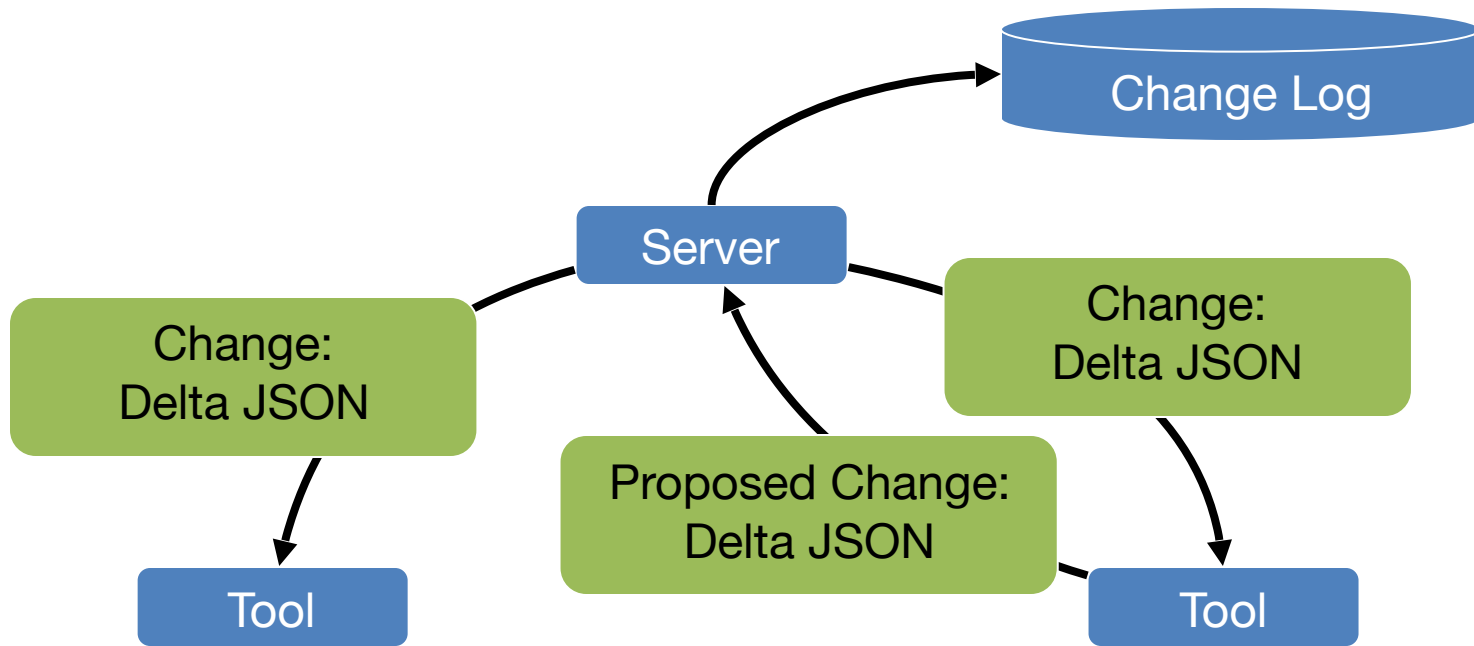 Change Log
Server
Change:
Delta JSON
Change:
Delta JSON
Proposed Change:
Delta JSON
Tool
Tool